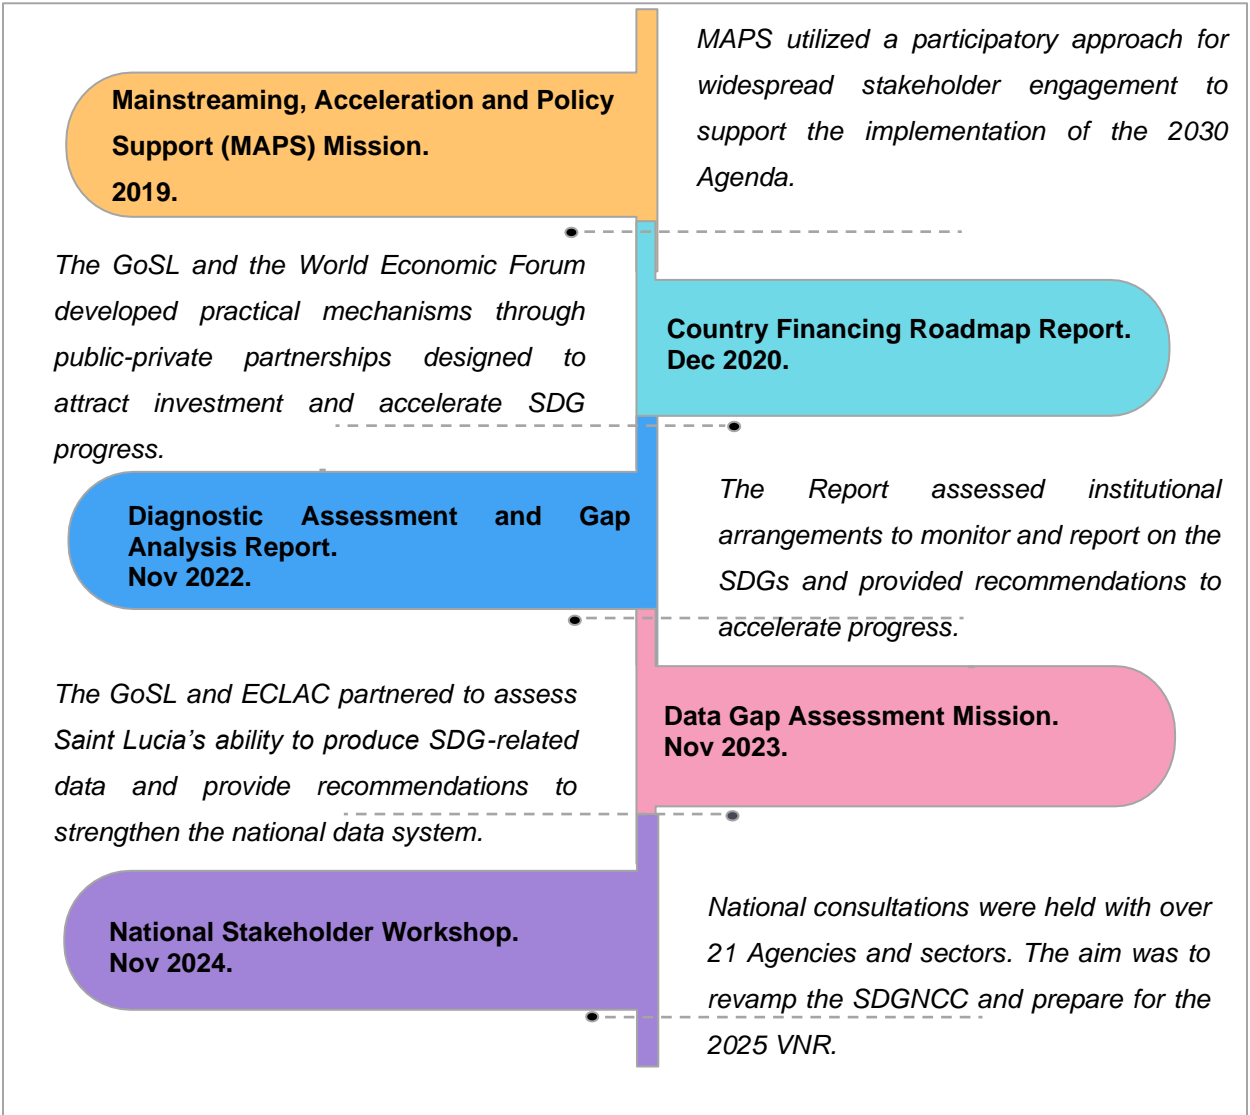 Mainstreaming, Acceleration and Policy
Support (MAPS) Mission.
2019.
MAPS utilized a participatory approach for
widespread stakeholder engagement to
support the implementation of the 2030
Agenda.
Country Financing Roadmap Report.
Dec 2020.
The GoSL and the World Economic Forum
developed practical mechanisms through
public-private partnerships designed to
attract investment and accelerate SDG
progress.
Diagnostic Assessment and Gap
Analysis Report.
Nov 2022.
The Report assessed institutional
arrangements to monitor and report on the
SDGs and provided recommendations to
accelerate progress.
Data Gap Assessment Mission.
Nov 2023.
The GoSL and ECLAC partnered to assess
Saint Lucia’s ability to produce SDG-related
data and provide recommendations to
strengthen the national data system.
National Stakeholder Workshop.
Nov 2024.
National consultations were held with over
21 Agencies and sectors. The aim was to
revamp the SDGNCC and prepare for the
2025 VNR.